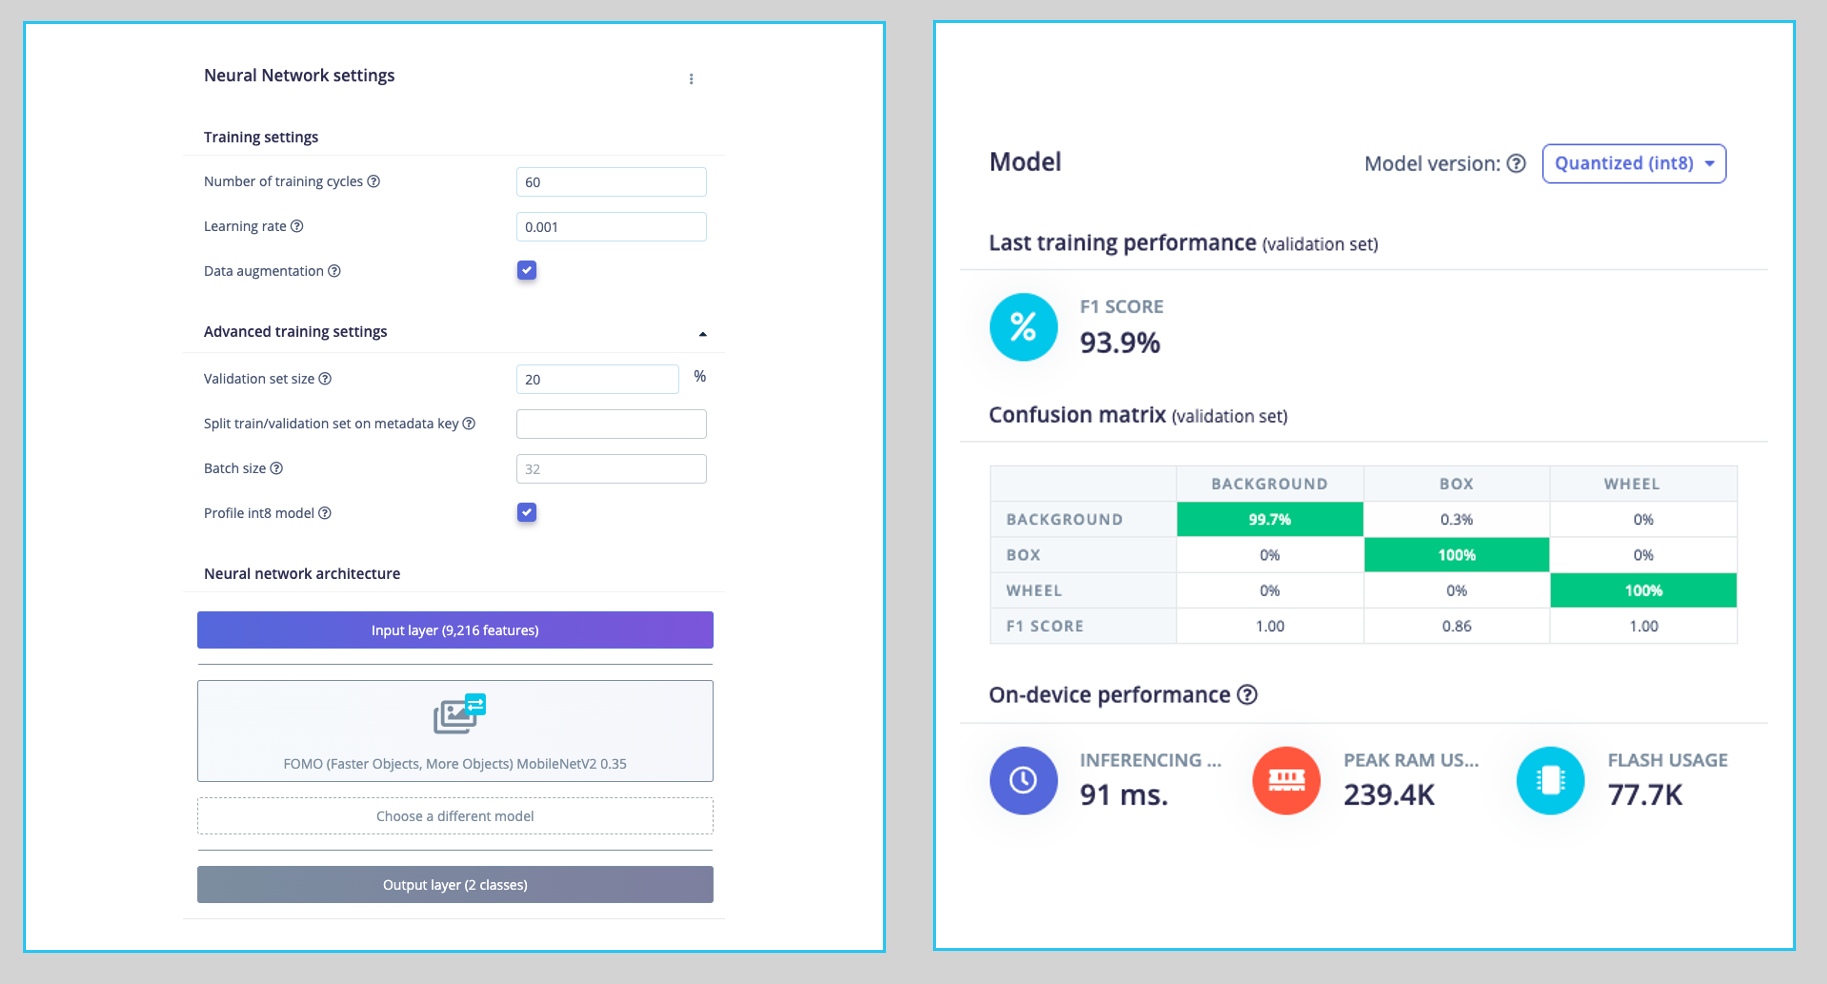 Neural Network settings
Training settings
Number of training cycles
60
Learning rate
0.001
Data augmentation
Advanced training settings
Validation set size
20
%
Split train/validation set on metadata key
Batch size
32
Profile int8 model
Neural network architecture
Input layer (9,216 features)
FOMO (Faster Objects, More Objects) MobileNetV2 0.35
Choose a different model
Output layer (2 classes)
Model
Model version:
Quantized (int8)
Last training performance (validation set)
%
F1 SCORE
93.9%
Confusion matrix (validation set)
BACKGROUND BOX WHEEL
BACKGROUND 99.7% 0.3% 0%
BOX 0% 100% 0%
WHEEL 0% 0% 100%
F1 SCORE 1.00 0.86 1.00
On-device performance
INFERENCING ...
91 ms.
PEAK RAM US...
239.4K
FLASH USAGE
77.7K